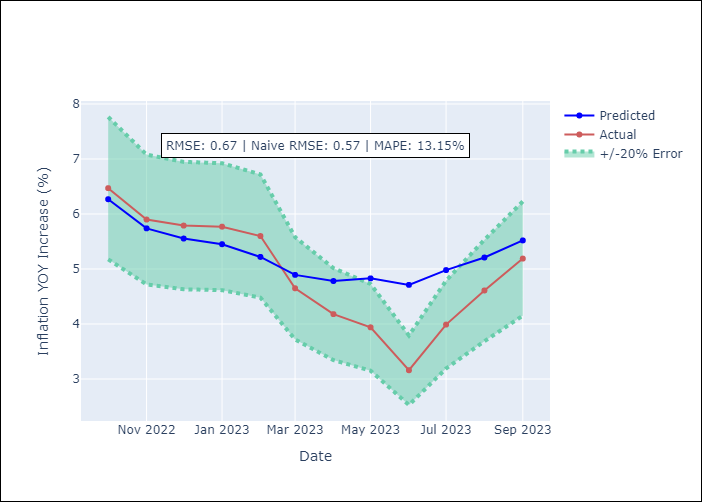 RMSE: 0.67 | Naive RMSE: 0.57 | MAPE: 13.15%
Predicted
Actual
+/-20% Error
Inflation YOY Increase (%)
8
7
6
5
4
3
Nov 2022
Jan 2023
Mar 2023
May 2023
Jul 2023
Sep 2023
Date